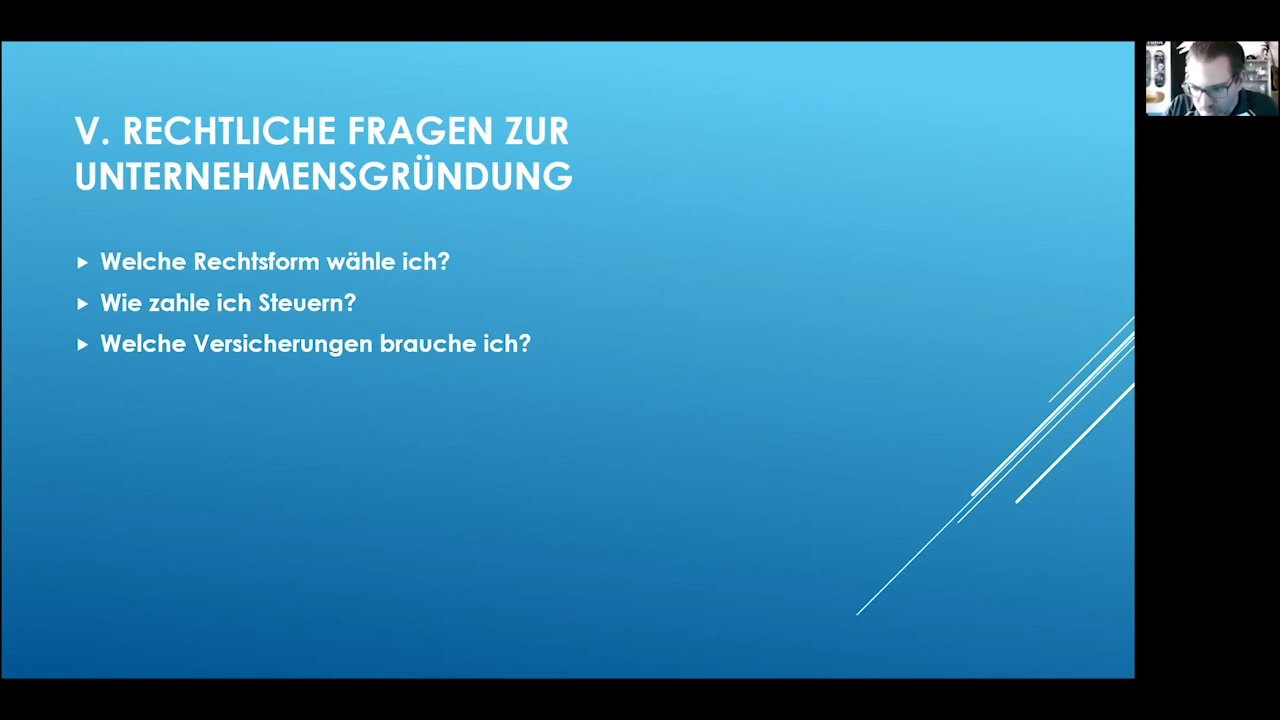 V. RECHTLICHE FRAGEN ZUR
UNTERNEHMENSGRÜNDUNG
Welche Rechtsform wähle ich?
Wie zahle ich Steuern?
Welche Versicherungen brauche ich?